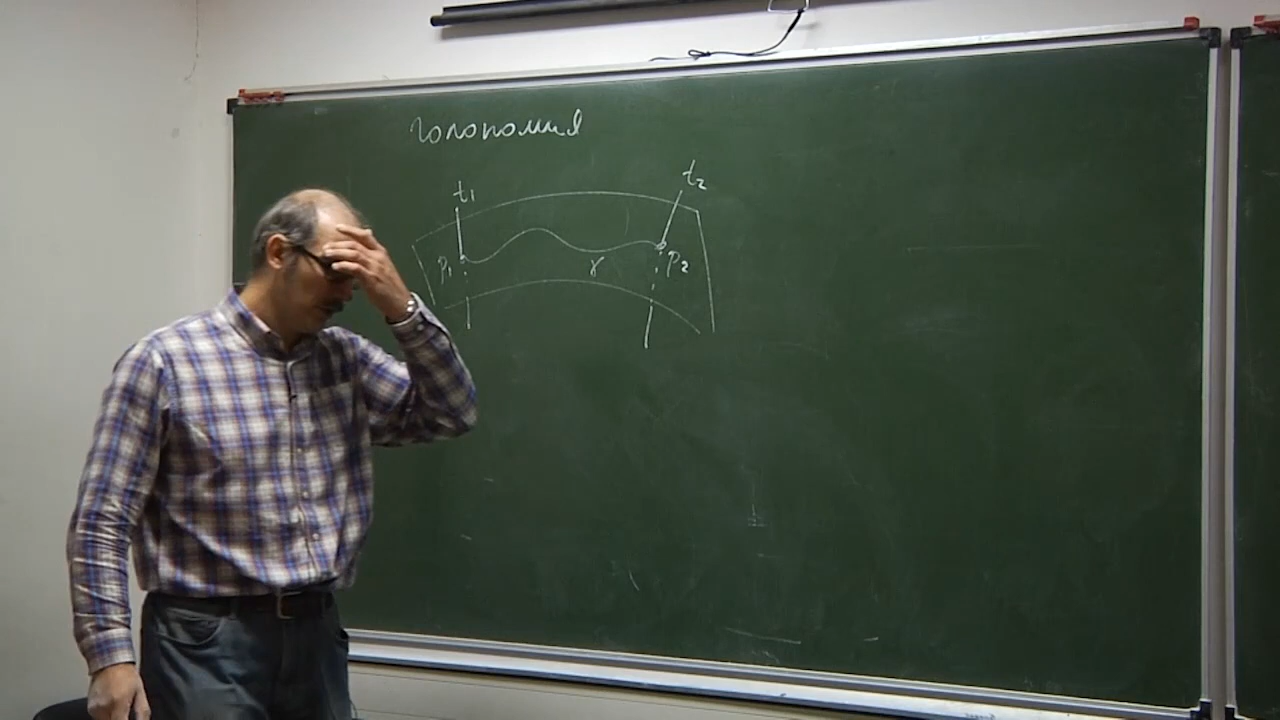 голономия
t₁ t₂
p₁ γ p₂